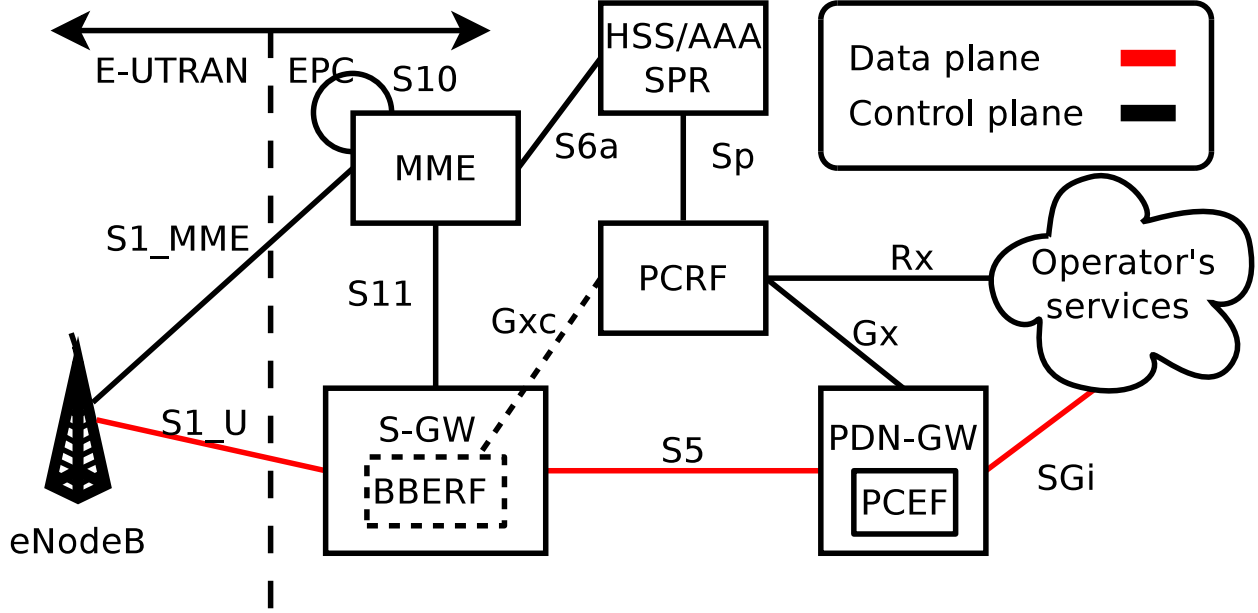 E-UTRAN
EPC
S10
HSS/AAA
SPR
Data plane
Control plane
MME
S6a
Sp
S1_MME
S11
PCRF
Rx
Operator's
services
Gxc
Gx
S1_U
S-GW
BBERF
S5
PDN-GW
PCEF
SGi
eNodeB